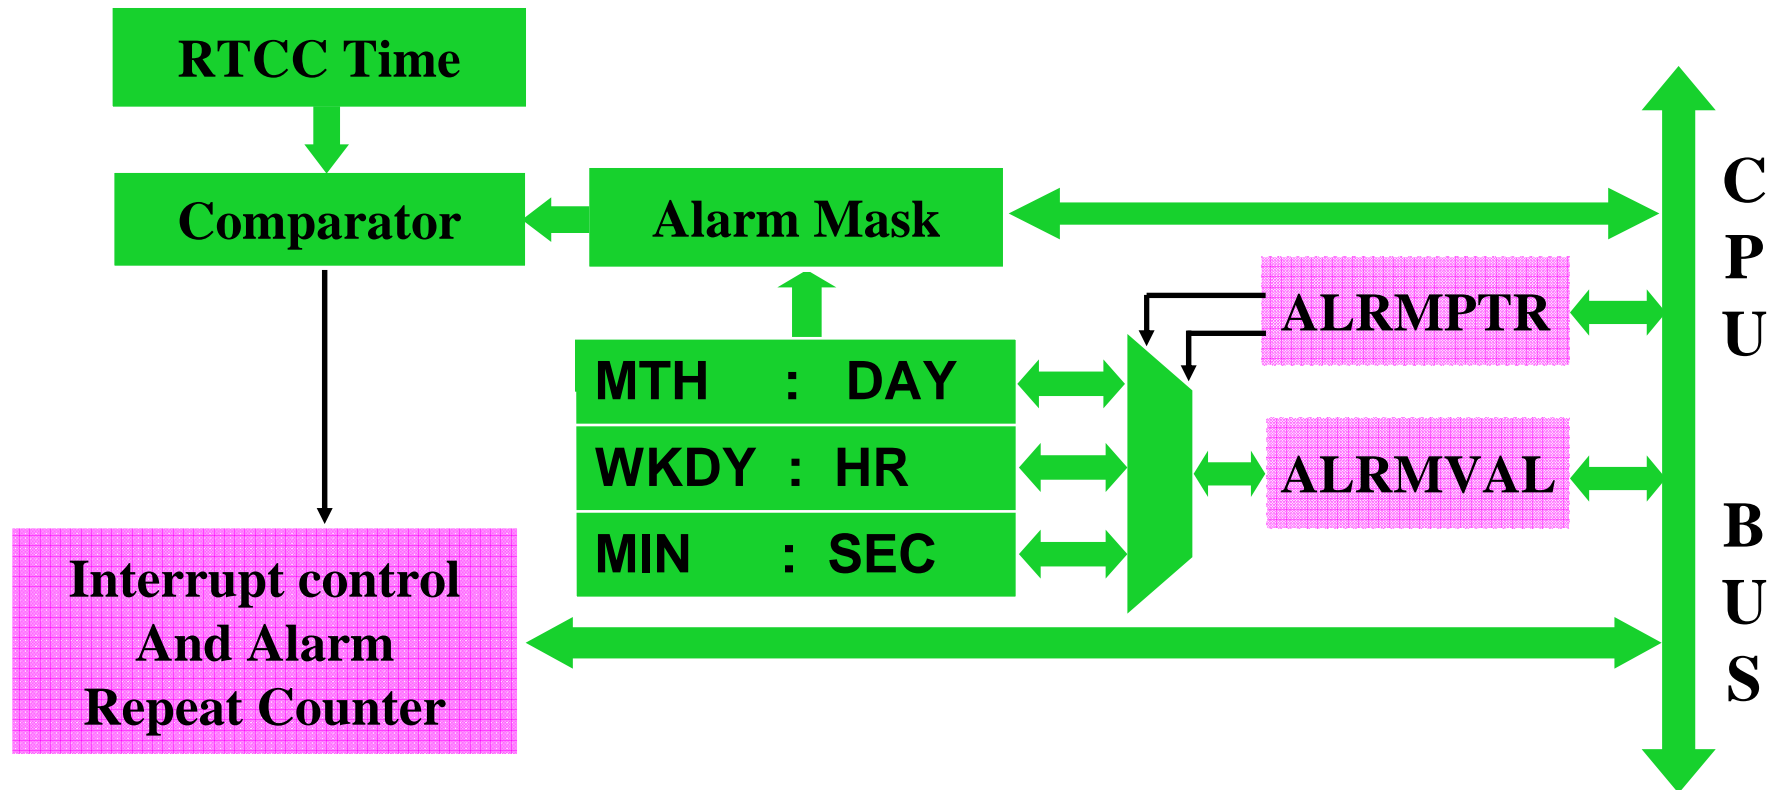 RTCC Time
Comparator
Alarm Mask
ALRMPTR
MTH : DAY
WKDY : HR
MIN : SEC
ALRMVAL
Interrupt control
And Alarm
Repeat Counter
C
P
U
B
U
S